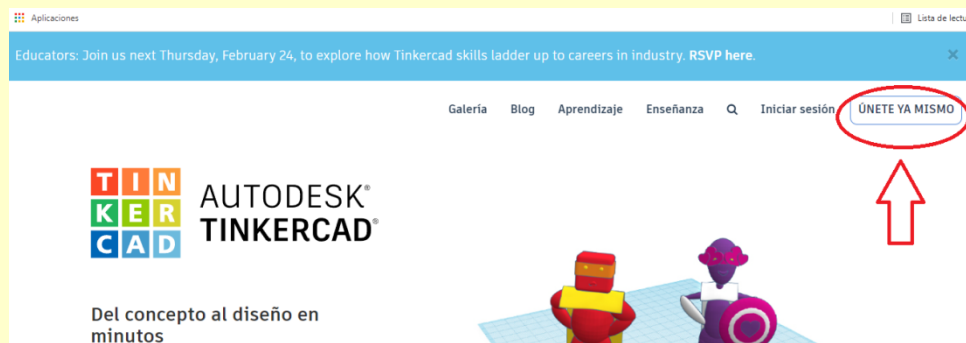 Aplicaciones
Educators: Join us next Thursday, February 24, to explore how Tinkercad skills ladder up to careers in industry. RSVP here.
Galería Blog Aprendizaje Enseñanza Iniciar sesión ÚNETE YA MISMO
TIN
KER
CAD
AUTODESK®
TINKERCAD®
Del concepto al diseño en
minutos
Lista de lectu